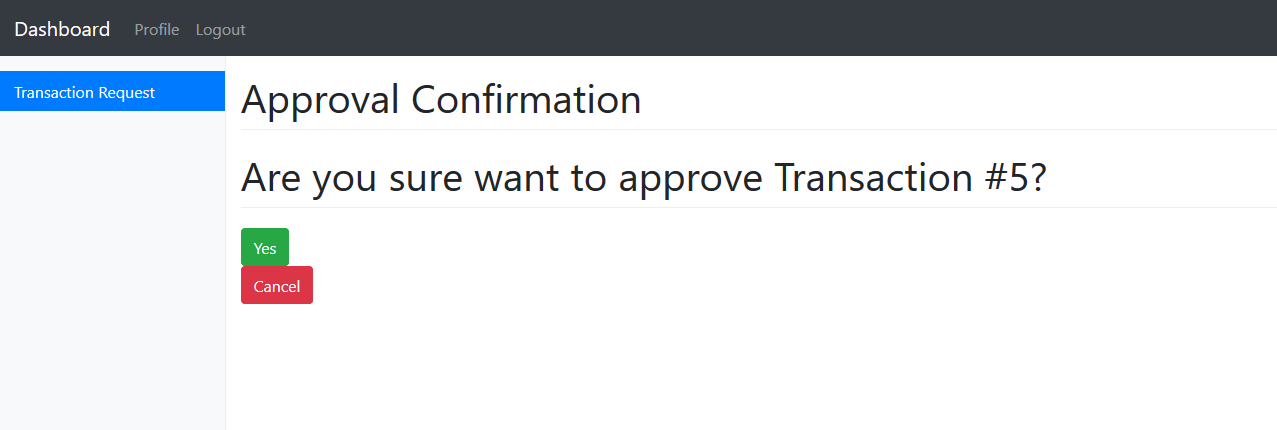 Dashboard Profile Logout
Transaction Request
Approval Confirmation
Are you sure want to approve Transaction #5?
Yes
Cancel